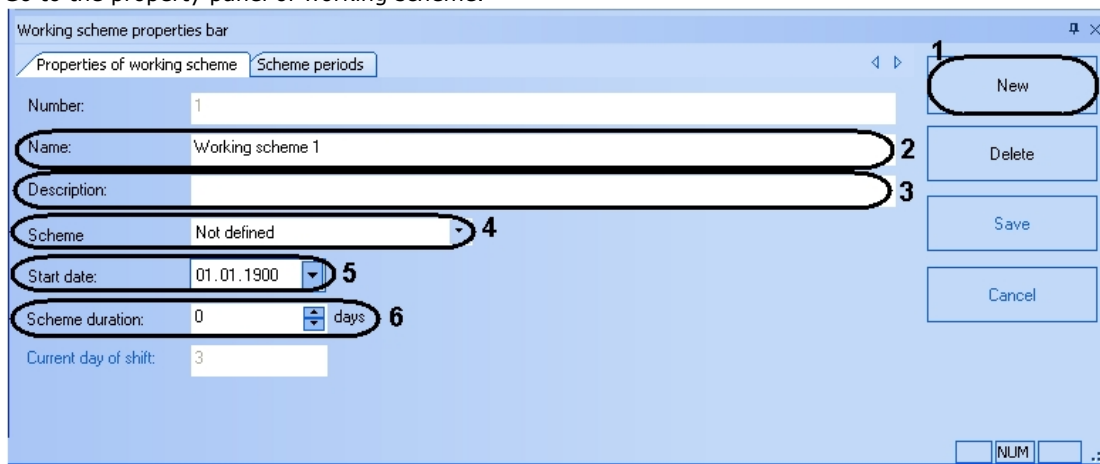 Go to the property panel of working scheme.
Working scheme properties bar
Properties of working scheme Scheme periods
1
New
Number: 1
Name: Working scheme 1 2
Delete
Description: 3
Scheme Not defined 4
Save
Start date: 01.01.1900 5
Cancel
Scheme duration: 0 days 6
Current day of shift: 3
NUM